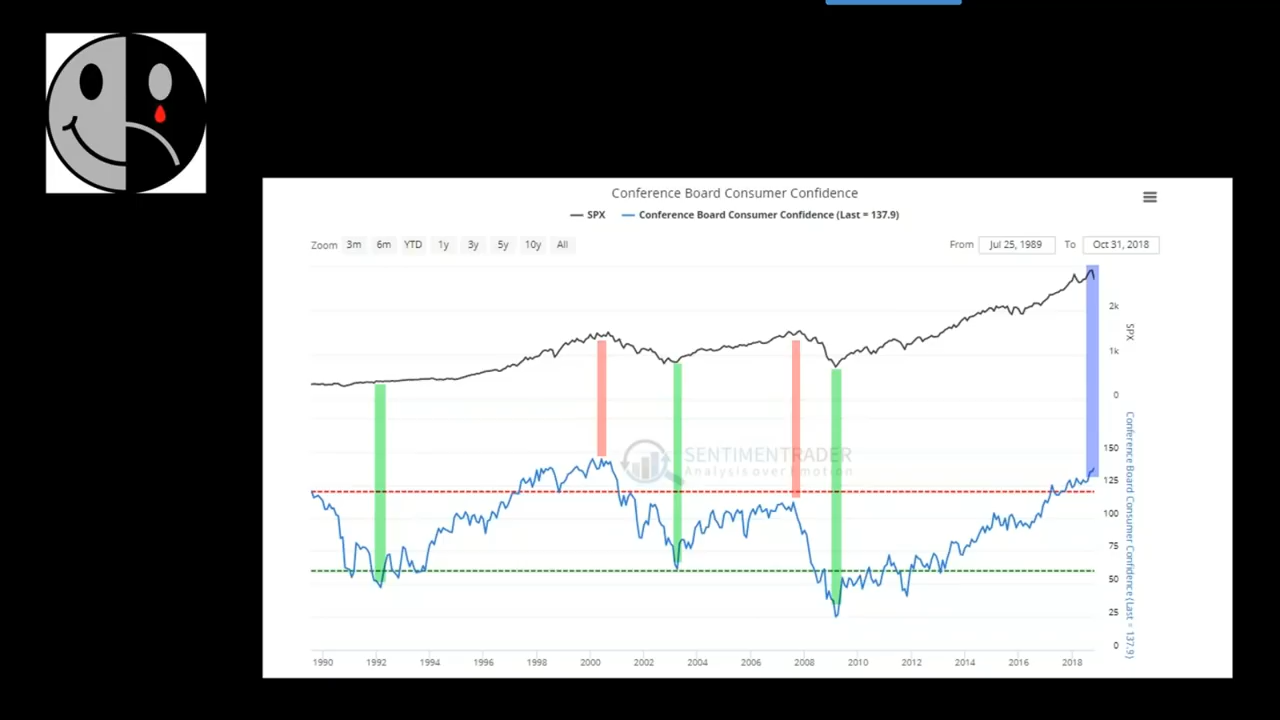 Conference Board Consumer Confidence
SPX Conference Board Consumer Confidence (Last = 137.9)
Zoom 3m 6m YTD 1y 3y 5y 10y All
From Jul 25, 1989 To Oct 31, 2018
2k
1k
0
SPX
SENTIMENTRADER
Analysis over Emotion
150
125
100
75
50
25
0
Conference Board Consumer Confidence (Last = 137.9)
1990 1992 1994 1996 1998 2000 2002 2004 2006 2008 2010 2012 2014 2016 2018